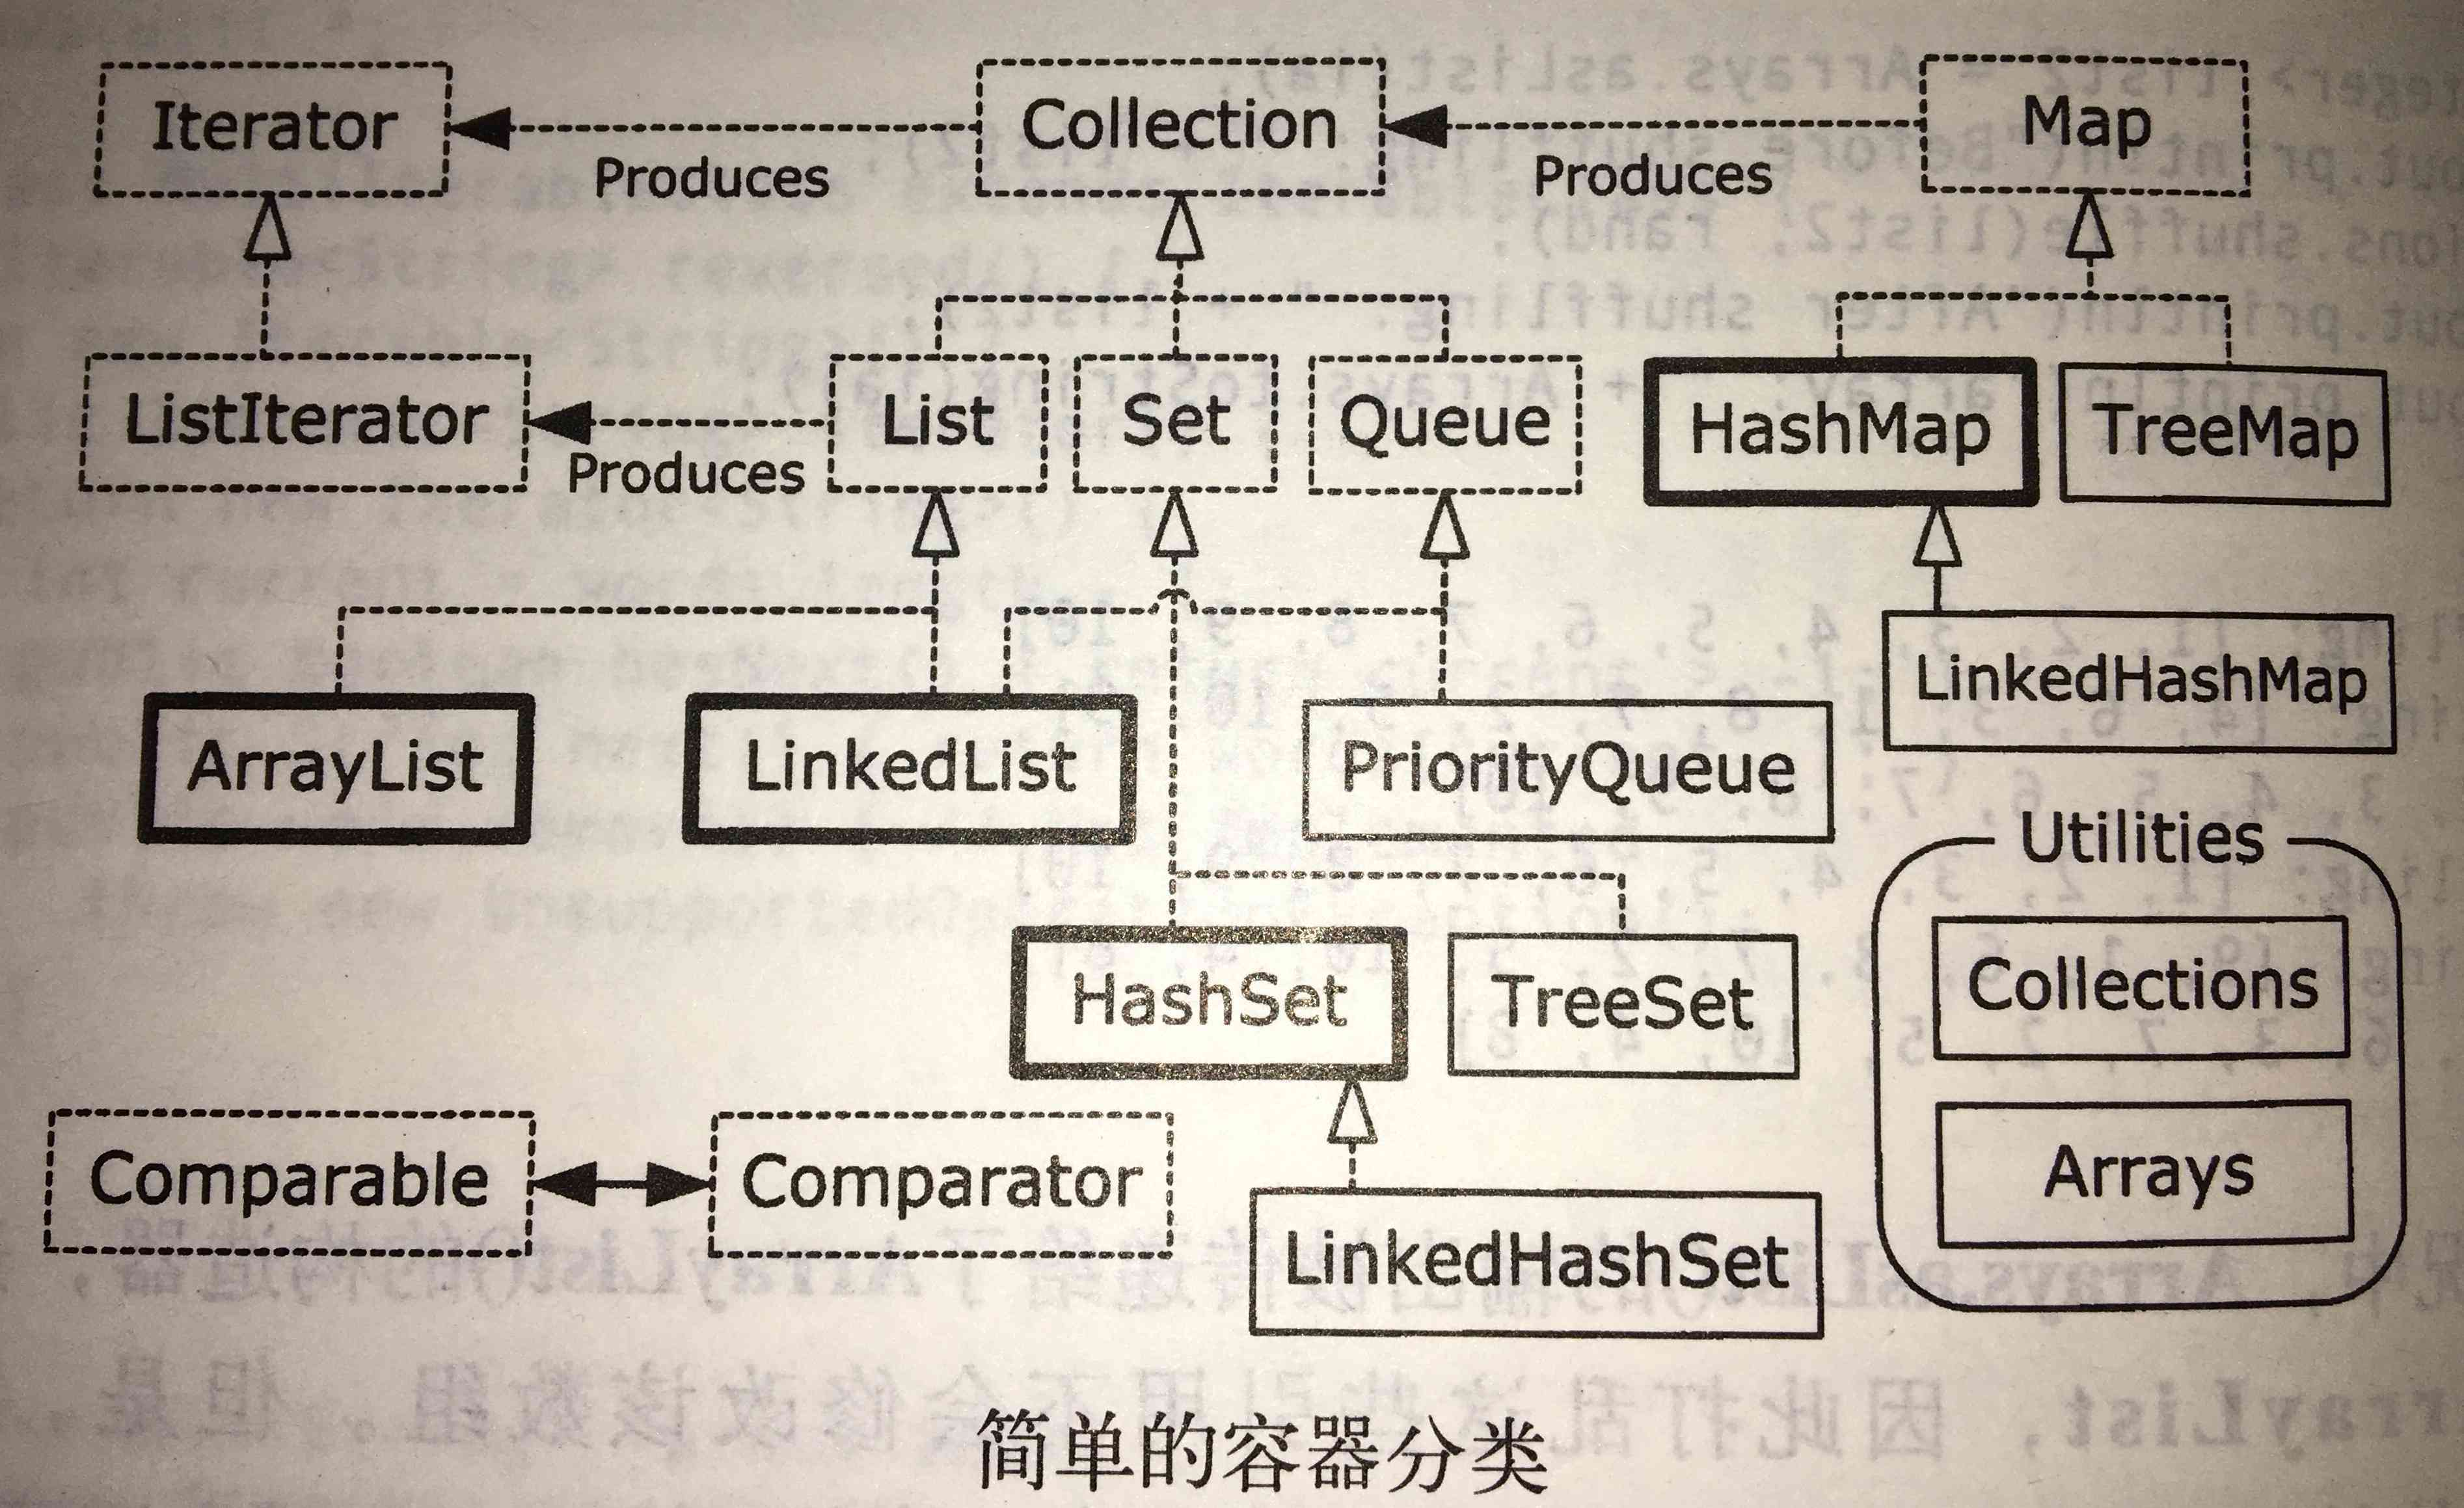 Iterator
Collection
Map
Produces
Produces
ListIterator
List
Set
Queue
HashMap
TreeMap
Produces
LinkedHashMap
ArrayList
LinkedList
PriorityQueue
Utilities
HashSet
TreeSet
Collections
Comparable
Comparator
Arrays
LinkedHashSet
简单的容器分类